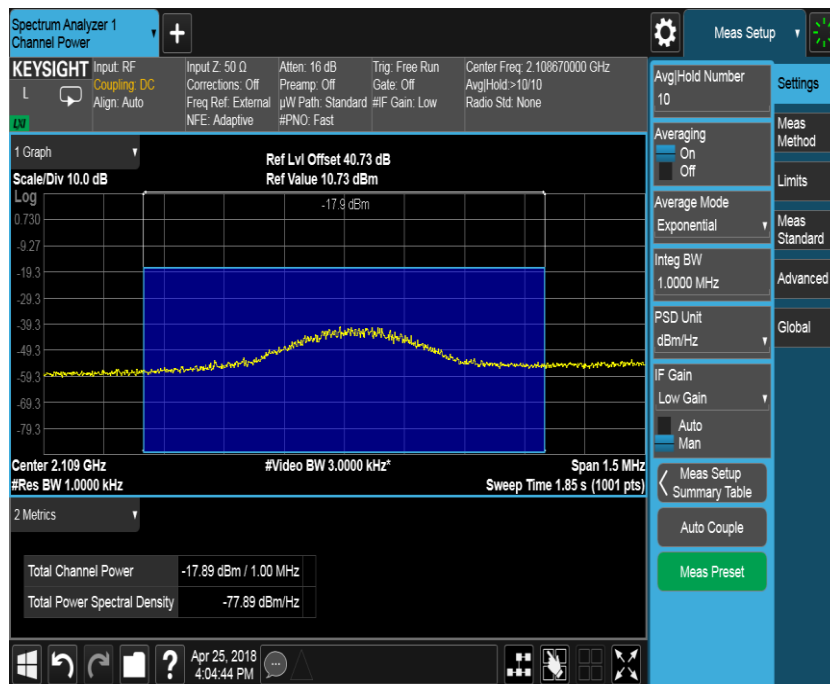 Spectrum Analyzer 1
Channel Power
+
Meas Setup
KEYSIGHT
L
LXI
Input: RF
Coupling: DC
Align: Auto
Input Z: 50 Ω
Corrections: Off
Freq Ref: External
NFE: Adaptive
Atten: 16 dB
Preamp: Off
µW Path: Standard
#PNO: Fast
Trig: Free Run
Gate: Off
#IF Gain: Low
Center Freq: 2.108670000 GHz
Avg|Hold:>10/10
Radio Std: None
1 Graph
Scale/Div 10.0 dB
Ref Lvl Offset 40.73 dB
Ref Value 10.73 dBm
Log
-17.9 dBm
0.730
-9.27
-19.3
-29.3
-39.3
-49.3
-59.3
-69.3
-79.3
Center 2.109 GHz
#Res BW 1.0000 kHz
#Video BW 3.0000 kHz*
Span 1.5 MHz
Sweep Time 1.85 s (1001 pts)
2 Metrics
Total Channel Power -17.89 dBm / 1.00 MHz
Total Power Spectral Density -77.89 dBm/Hz
?
Apr 25, 2018
4:04:44 PM
Avg|Hold Number
10
Averaging
On
Off
Average Mode
Exponential
Integ BW
1.0000 MHz
PSD Unit
dBm/Hz
IF Gain
Low Gain
Auto
Man
Meas Setup
Summary Table
Auto Couple
Meas Preset
Settings
Meas
Method
Limits
Meas
Standard
Advanced
Global